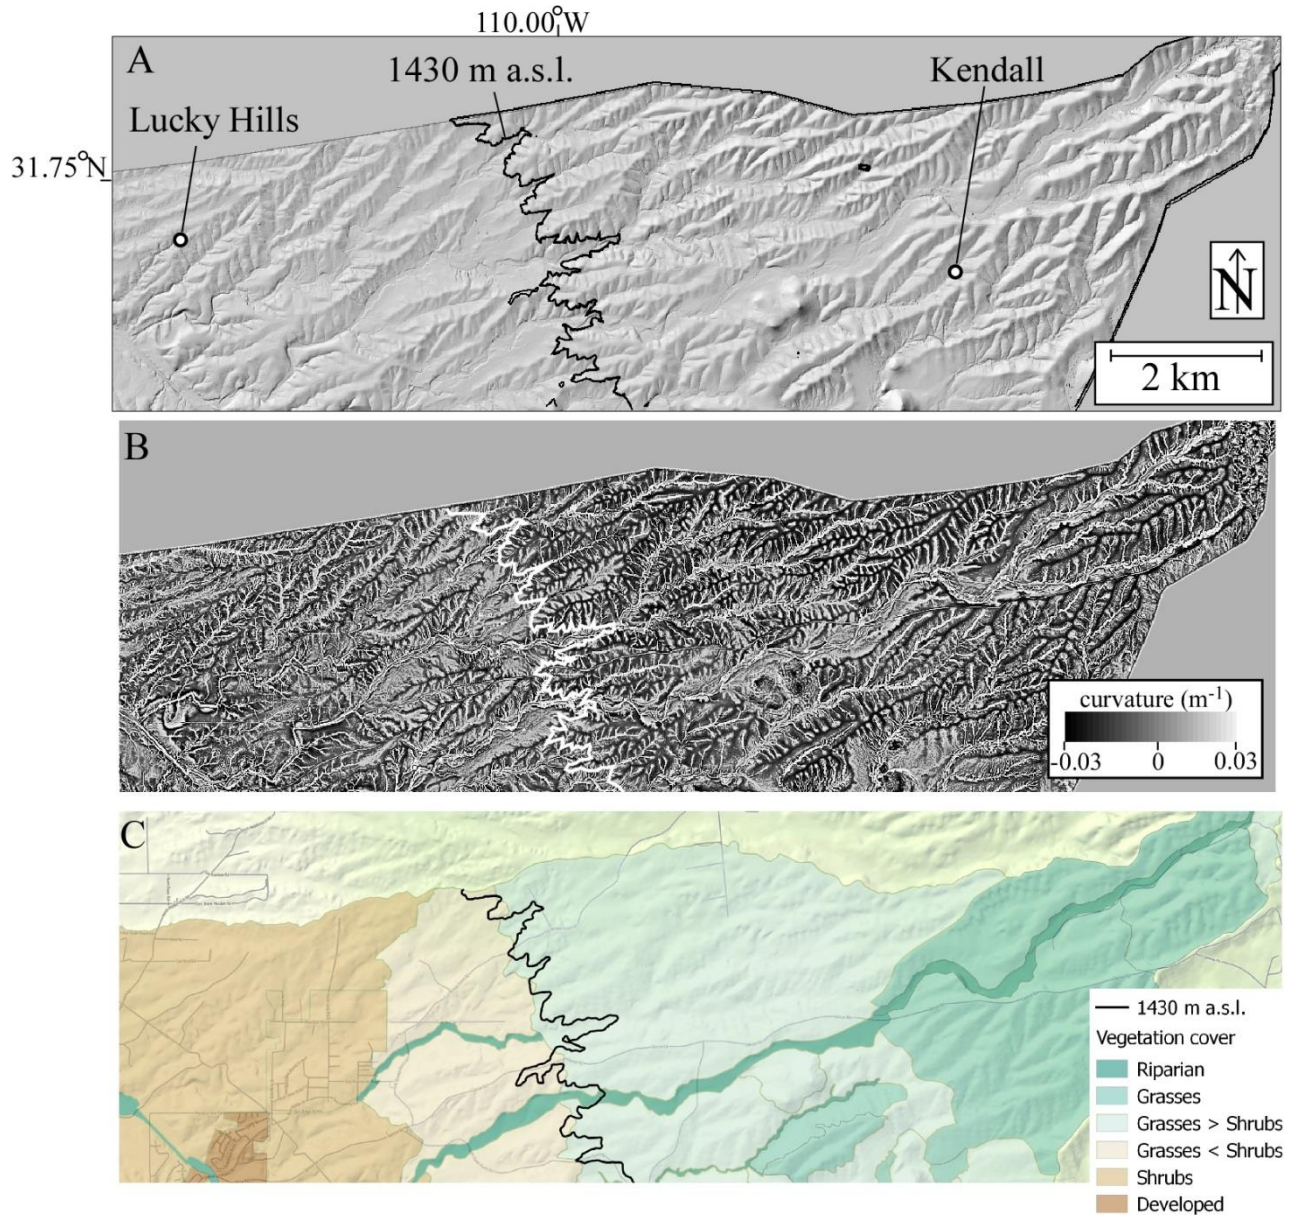 110.00°W
A
1430 m a.s.l.
Kendall
Lucky Hills
31.75°N
N
2 km
B
curvature (m⁻¹)
-0.03 0 0.03
C
1430 m a.s.l.
Vegetation cover
Riparian
Grasses
Grasses > Shrubs
Grasses < Shrubs
Shrubs
Developed